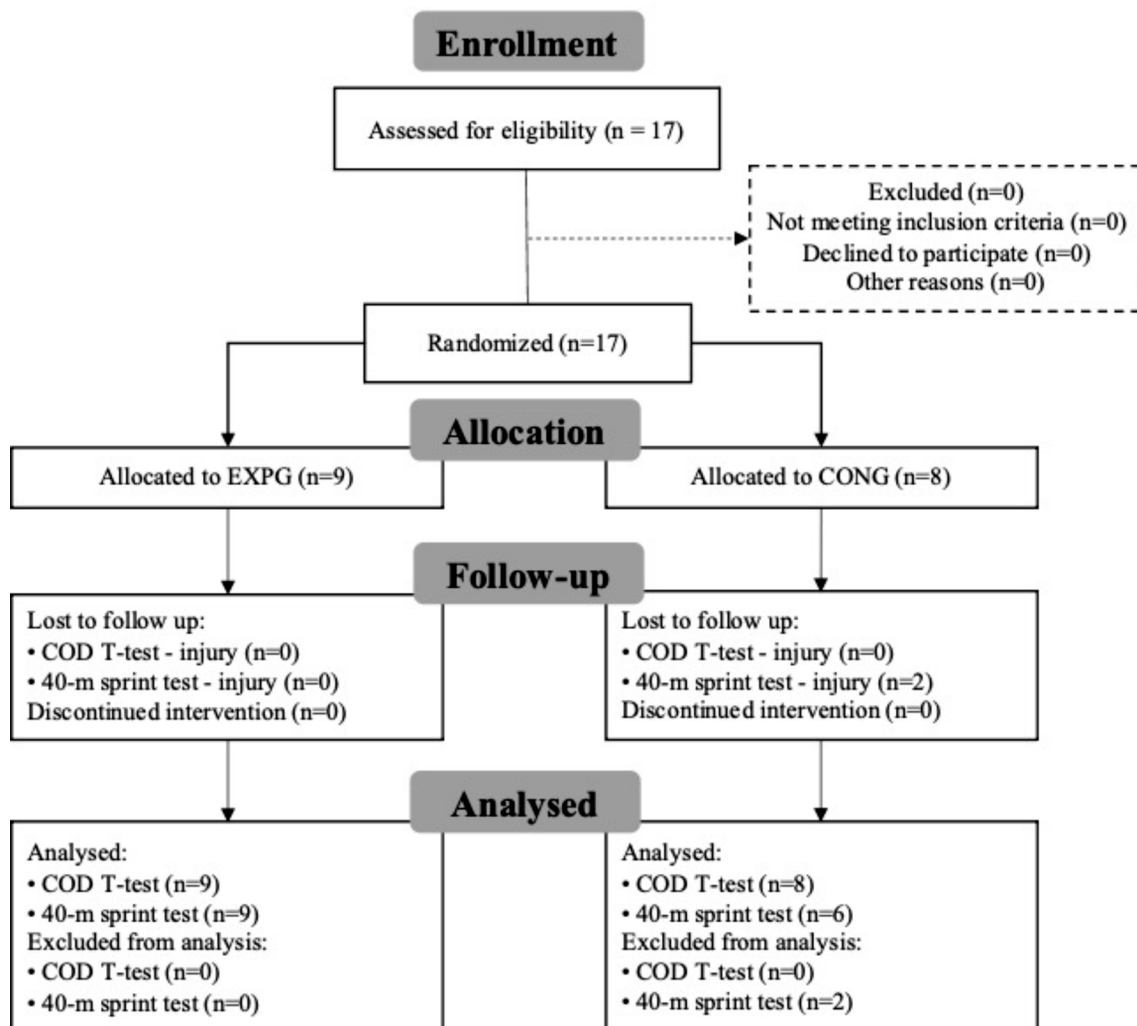 Enrollment
Assessed for eligibility (n = 17)
Excluded (n=0)
Not meeting inclusion criteria (n=0)
Declined to participate (n=0)
Other reasons (n=0)
Randomized (n=17)
Allocation
Allocated to EXPG (n=9)
Allocated to CONG (n=8)
Follow-up
Lost to follow up:
• COD T-test - injury (n=0)
• 40-m sprint test - injury (n=0)
Discontinued intervention (n=0)
Lost to follow up:
• COD T-test - injury (n=0)
• 40-m sprint test - injury (n=2)
Discontinued intervention (n=0)
Analysed
Analysed:
• COD T-test (n=9)
• 40-m sprint test (n=9)
Excluded from analysis:
• COD T-test (n=0)
• 40-m sprint test (n=0)
Analysed:
• COD T-test (n=8)
• 40-m sprint test (n=6)
Excluded from analysis:
• COD T-test (n=0)
• 40-m sprint test (n=2)